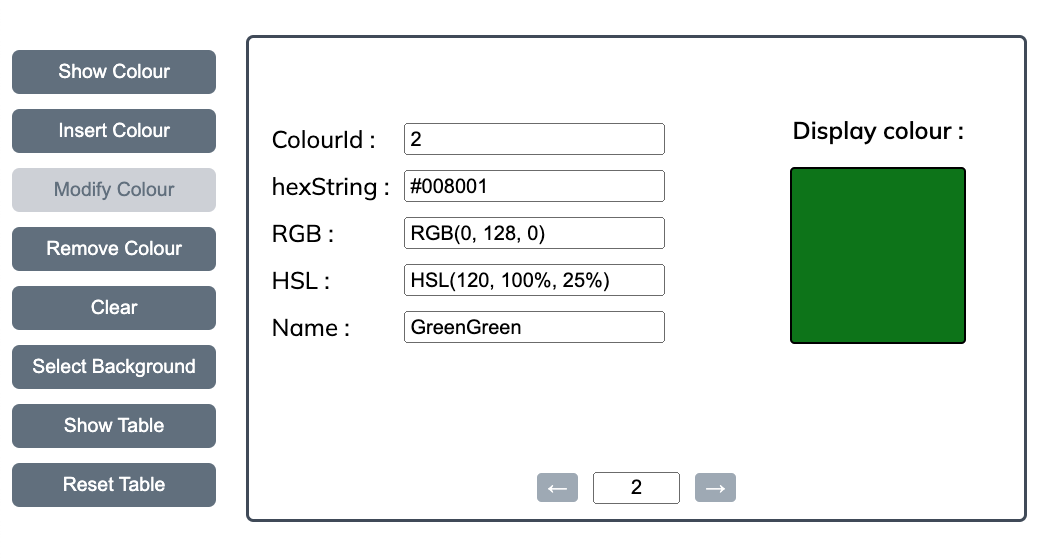 Show Colour
Insert Colour
Modify Colour
Remove Colour
Clear
Select Background
Show Table
Reset Table
ColourId : 2
hexString : #008001
RGB : RGB(0, 128, 0)
HSL : HSL(120, 100%, 25%)
Name : GreenGreen
Display colour :
← 2 →